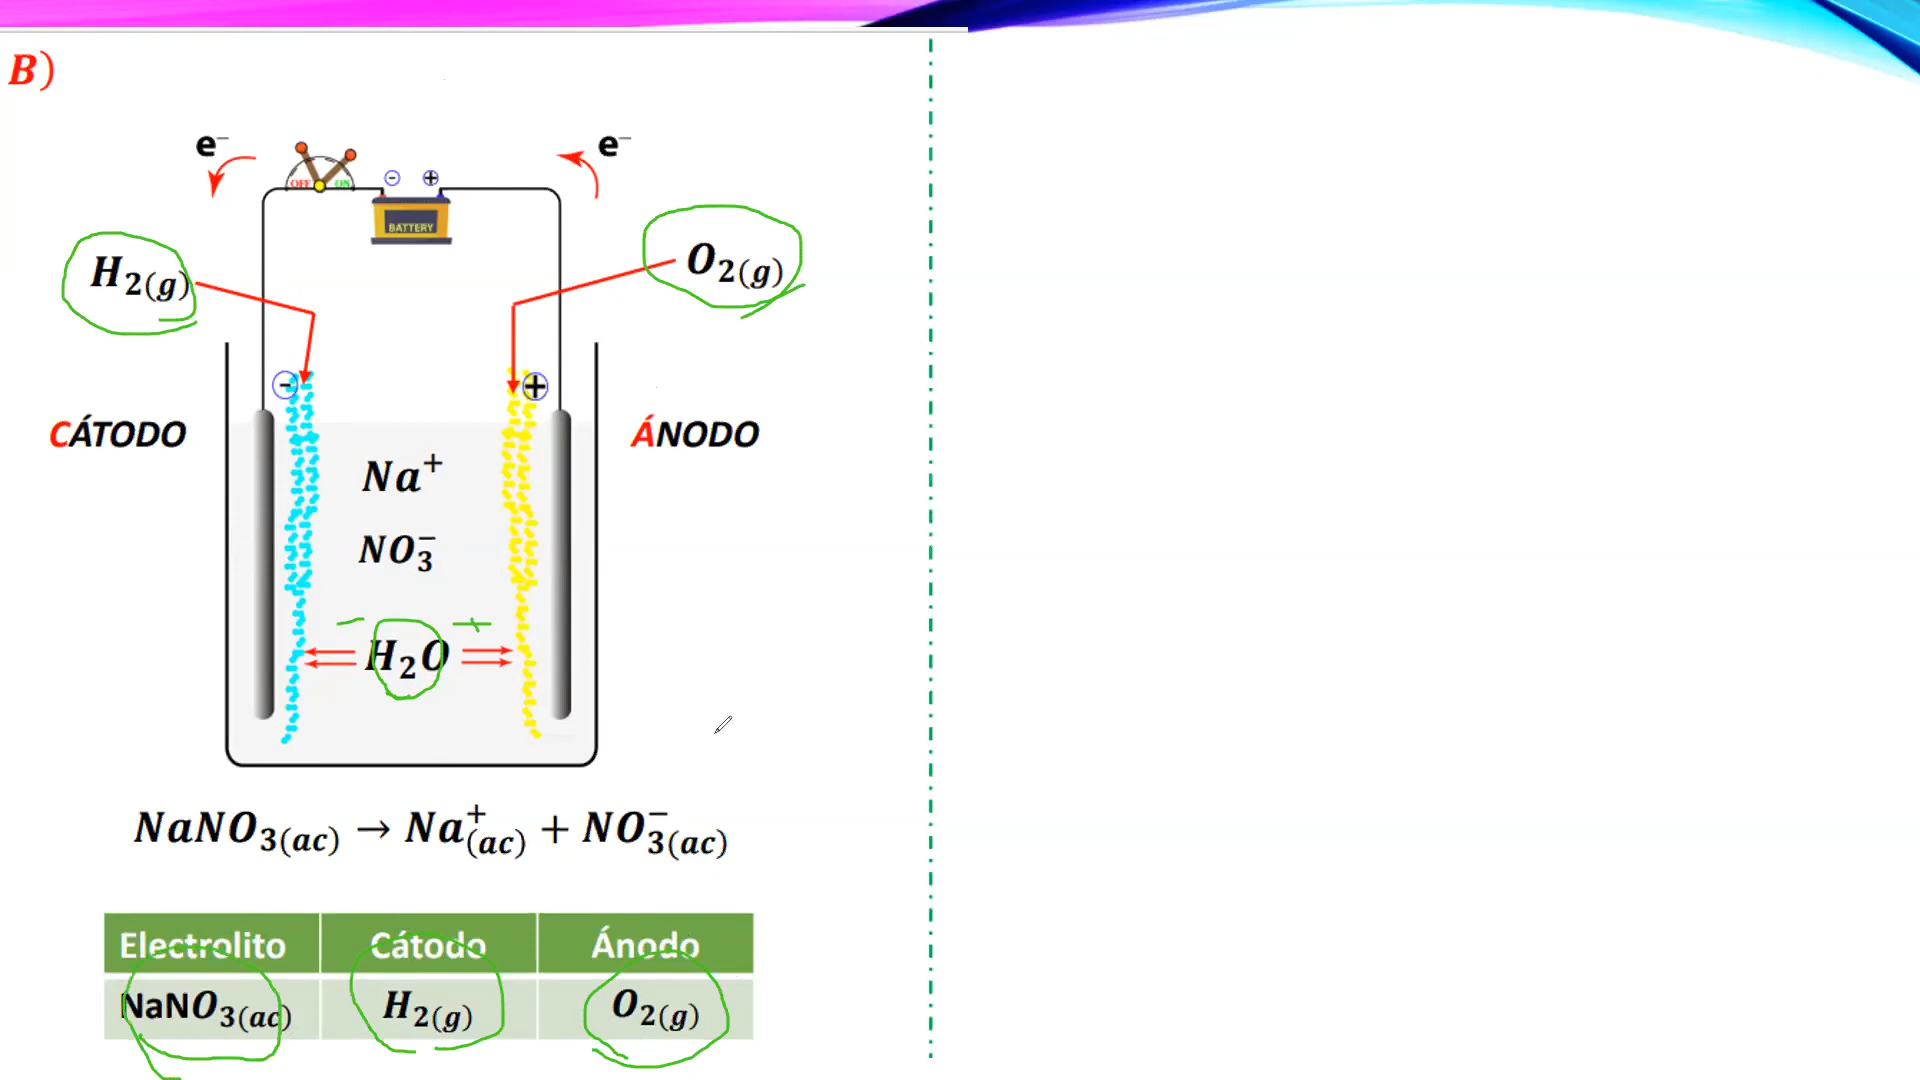 B)
e⁻ e⁻
OFF ON - +
BATTERY
H₂(g) O₂(g)
- +
CÁTODO ÁNODO
Na⁺
NO₃⁻
H₂O
NaNO₃(ac) → Na⁺(ac) + NO₃⁻(ac)
Electrolito Cátodo Ánodo
NaNO₃(ac) H₂(g) O₂(g)